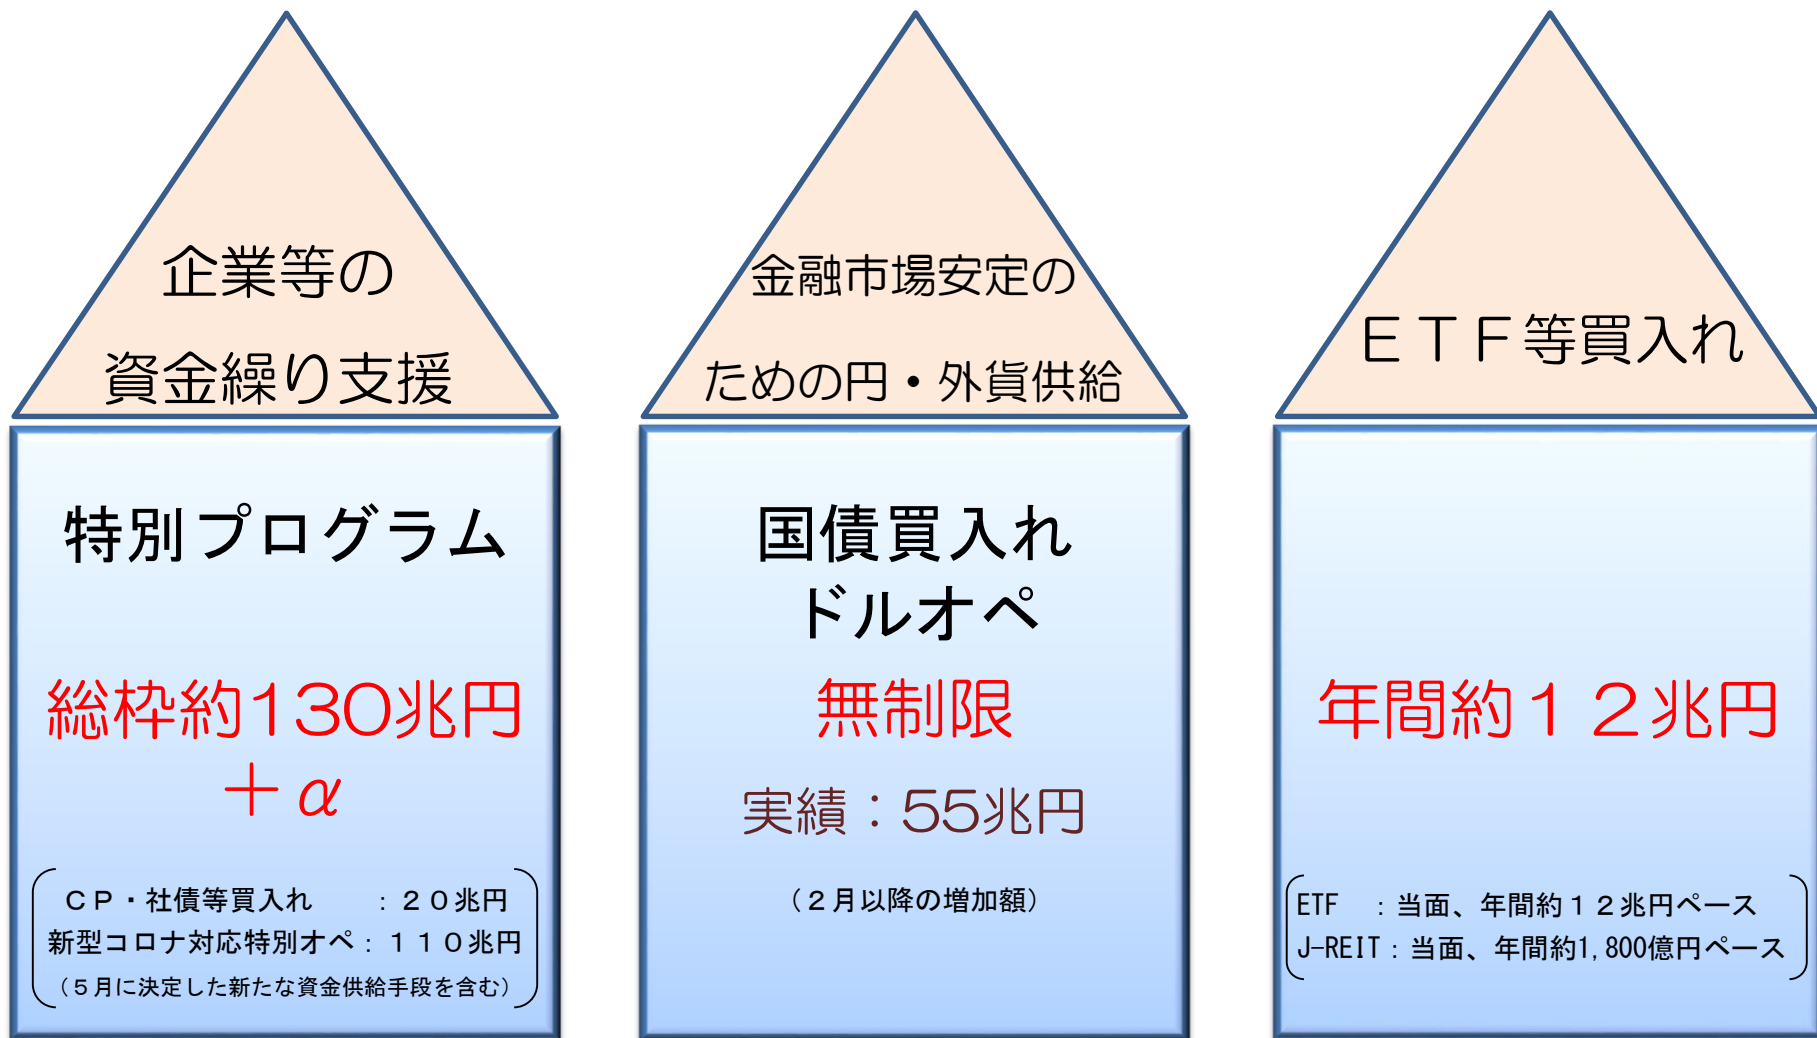 企業等の
資金繰り支援
特別プログラム
総枠約130兆円
＋α
ＣＰ・社債等買入れ　　：２０兆円
新型コロナ対応特別オペ：１１０兆円
（５月に決定した新たな資金供給手段を含む）
金融市場安定の
ための円・外貨供給
国債買入れ
ドルオペ
無制限
実績：55兆円
（２月以降の増加額）
ＥＴＦ等買入れ
年間約１２兆円
ETF　：当面、年間約１２兆円ペース
J-REIT：当面、年間約1,800億円ペース